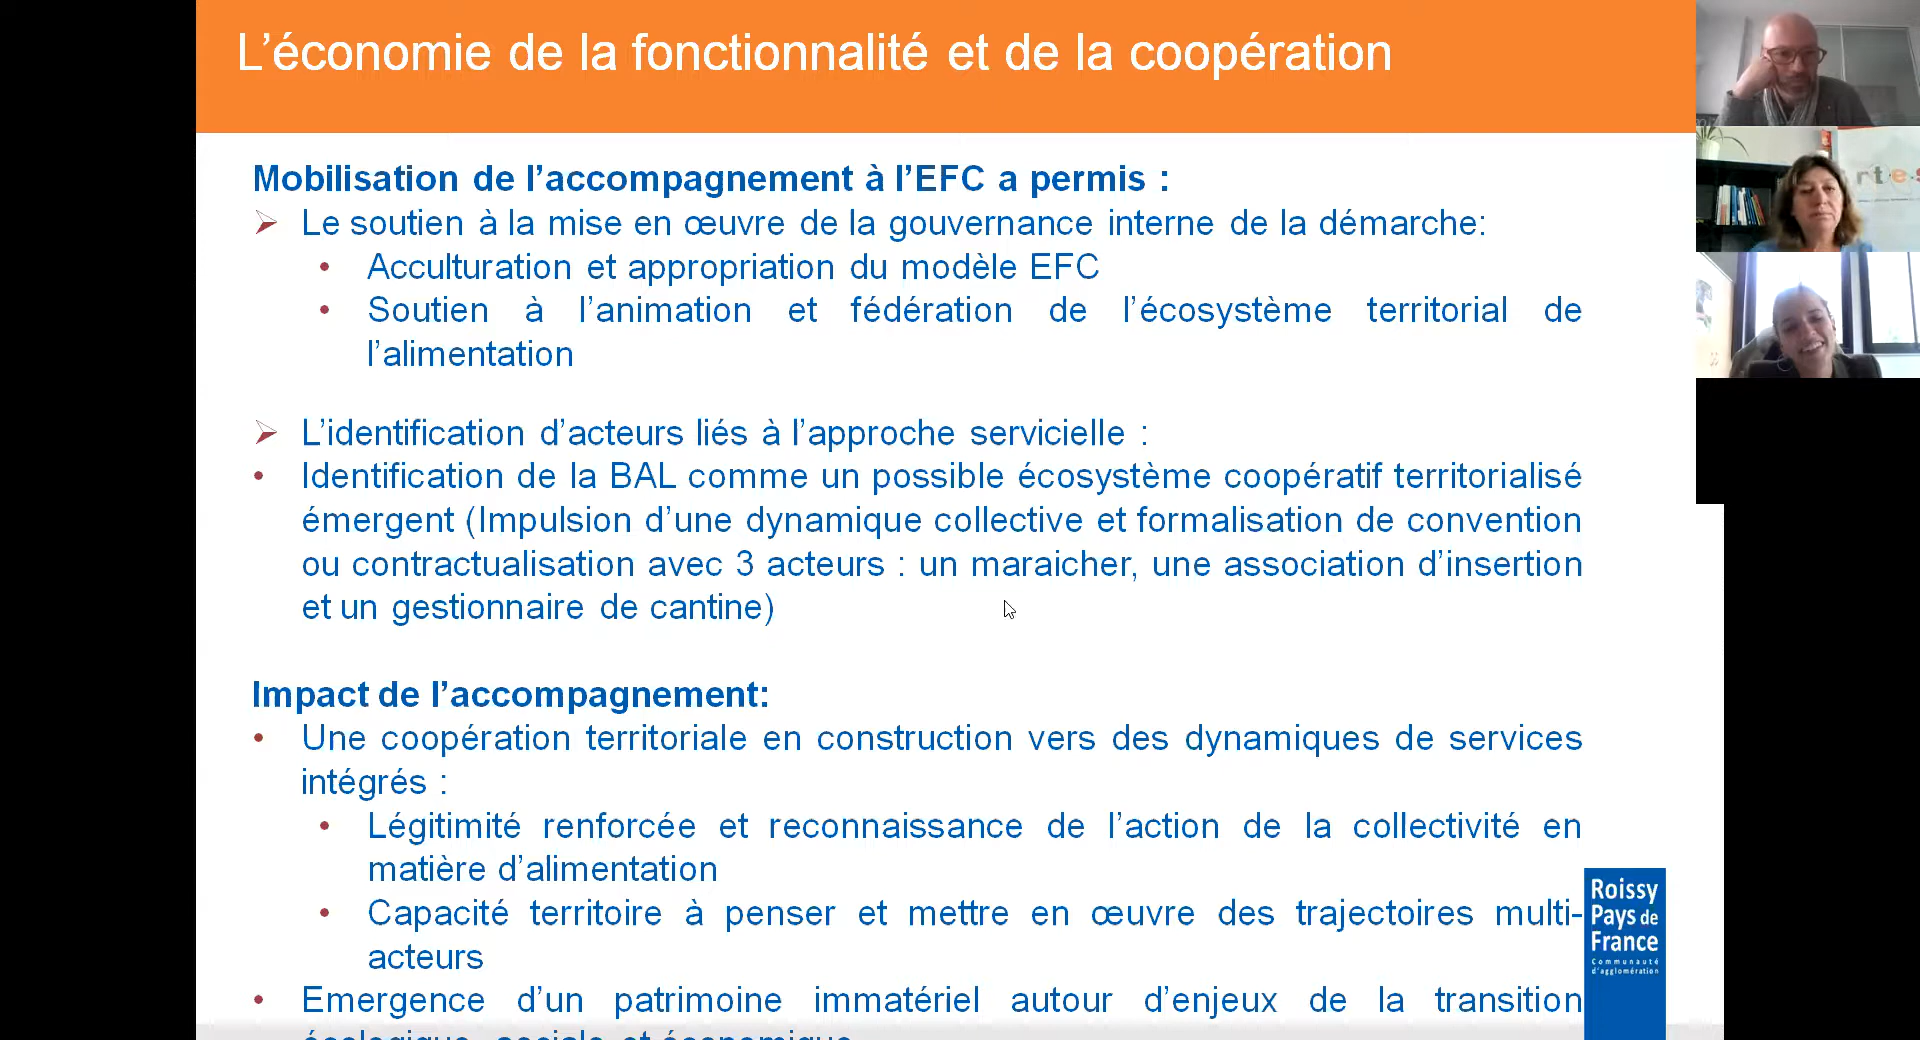 L’économie de la fonctionnalité et de la coopération
Mobilisation de l’accompagnement à l’EFC a permis :
Le soutien à la mise en œuvre de la gouvernance interne de la démarche:
• Acculturation et appropriation du modèle EFC
• Soutien à l’animation et fédération de l’écosystème territorial de
l’alimentation
L’identification d’acteurs liés à l’approche servicielle :
• Identification de la BAL comme un possible écosystème coopératif territorialisé
émergent (Impulsion d’une dynamique collective et formalisation de convention
ou contractualisation avec 3 acteurs : un maraicher, une association d’insertion
et un gestionnaire de cantine)
Impact de l’accompagnement:
• Une coopération territoriale en construction vers des dynamiques de services
intégrés :
• Légitimité renforcée et reconnaissance de l’action de la collectivité en
matière d’alimentation
• Capacité territoire à penser et mettre en œuvre des trajectoires multi-
acteurs
• Emergence d’un patrimoine immatériel autour d’enjeux de la transition
écologique, sociale et économique
Roissy
Pays de
France
Communauté
d’agglomération